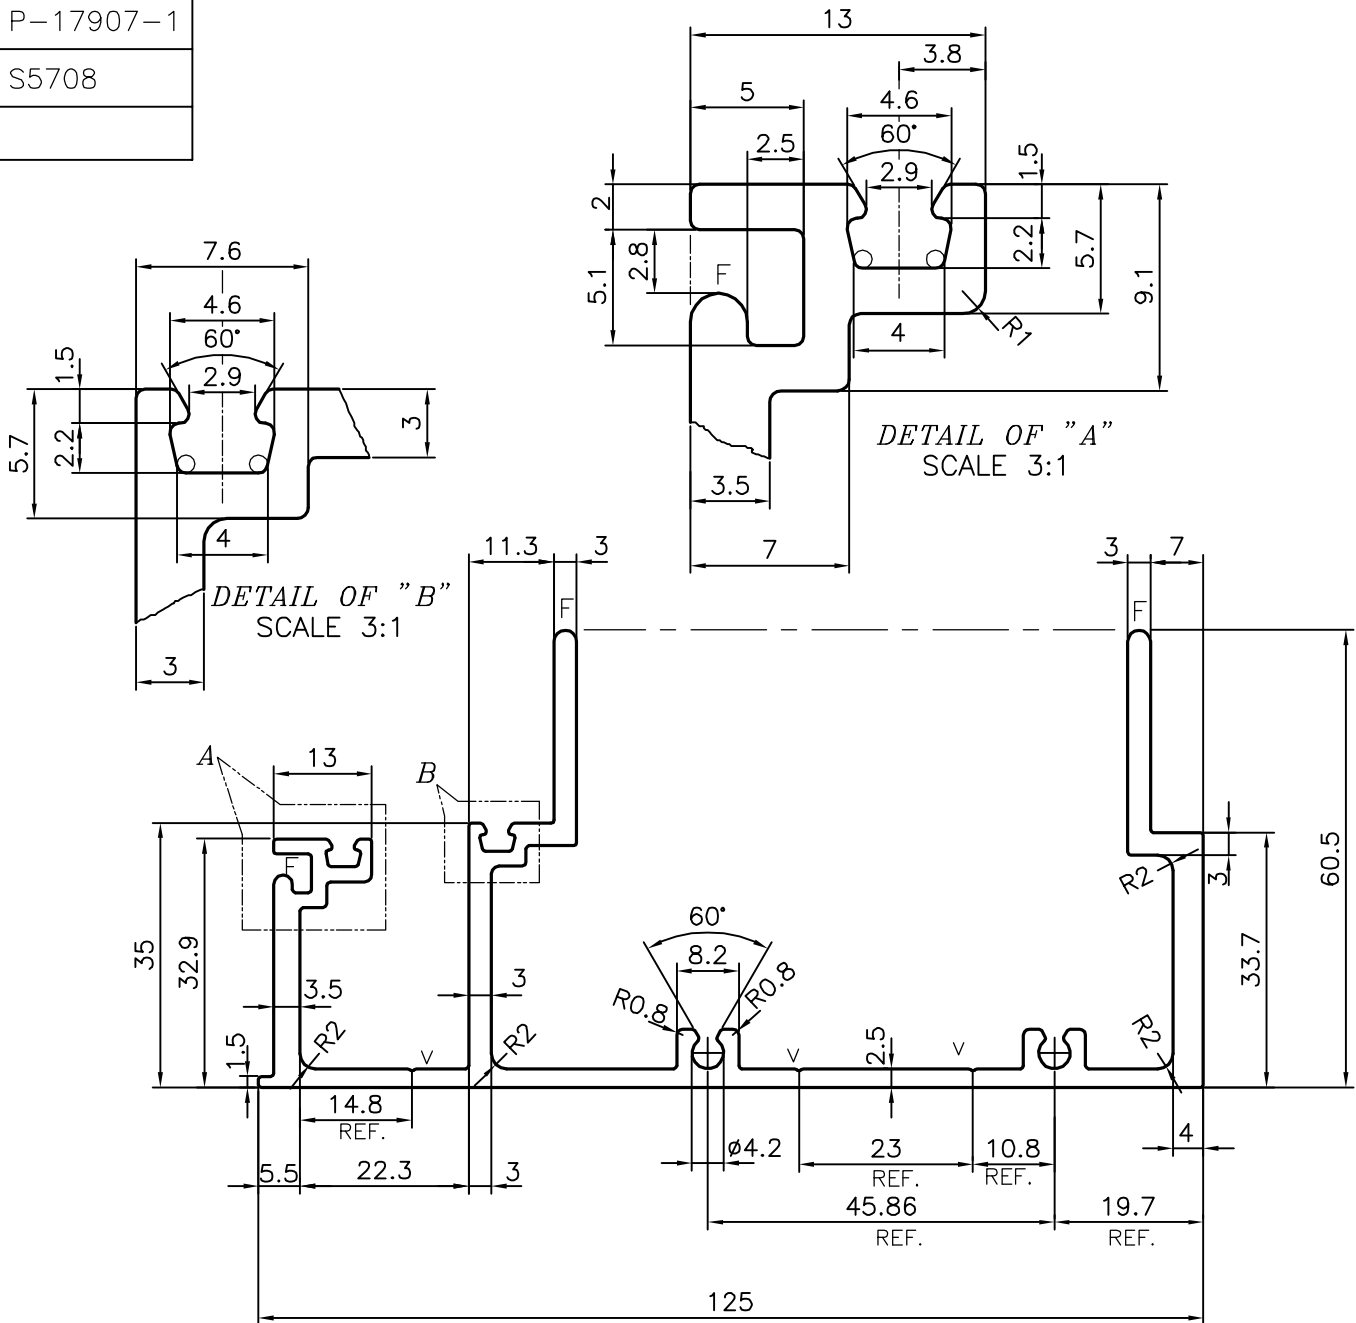 P-17907-1
S5708
13
3.8
5
4.6
60°
2.5
2.9
1.5
2
2.8
F
5.1
2.2
5.7
9.1
4
R1
3.5
7
DETAIL OF "A"
SCALE 3:1
7.6
4.6
60°
1.5
2.9
2.2
5.7
3
4
3
DETAIL OF "B"
SCALE 3:1
11.3
3
3
7
F
F
A
13
B
F
R2
3
60.5
60°
8.2
35
32.9
33.7
3.5
3
R0.8
R0.8
1.5
R2
V
R2
V
2.5
V
R2
14.8
REF.
ø4.2
23
REF.
10.8
REF.
4
5.5
22.3
3
45.86
REF.
19.7
REF.
125